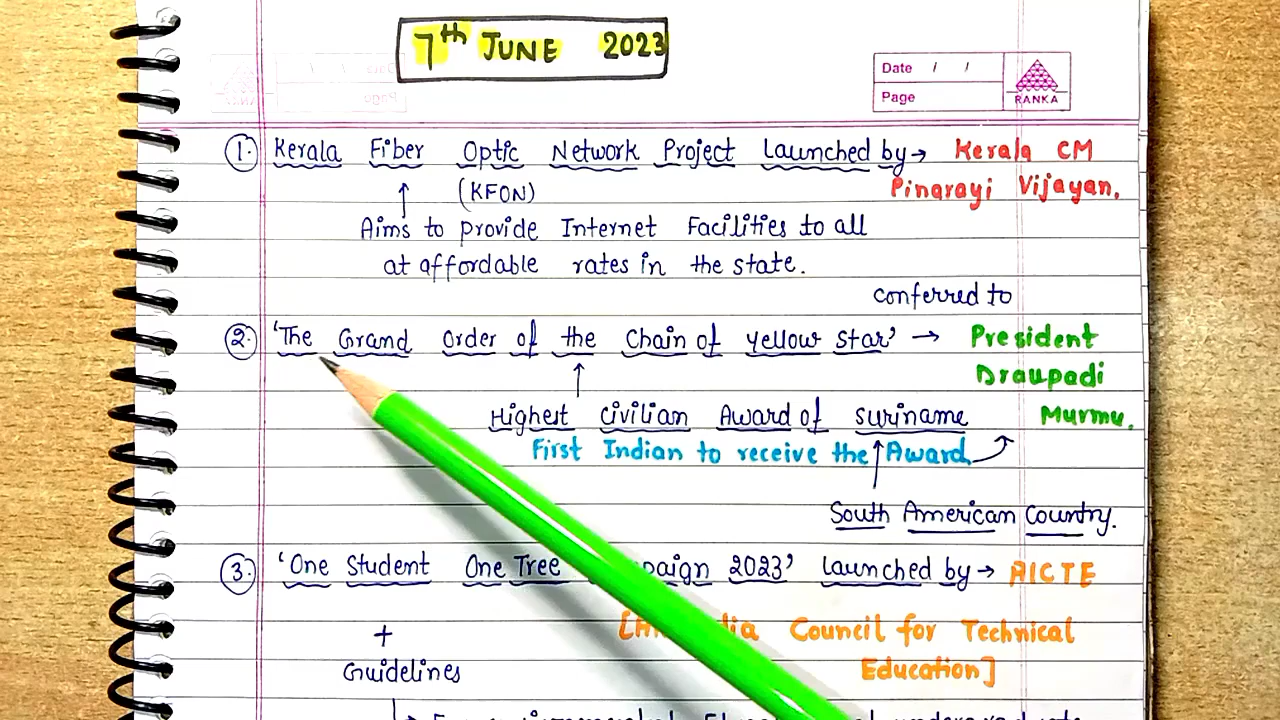 7th JUNE 2023
Date / /
Page
RANKA
1. Kerala Fiber Optic Network Project Launched by → Kerala CM
(KFON) Pinarayi Vijayan.
Aims to provide Internet Facilities to all
at affordable rates in the state.
conferred to
2. 'The Grand Order of the Chain of yellow star' → President
Draupadi
Highest civilian Award of suriname Murmu.
First Indian to receive the Award
South American Country.
3. 'One Student One Tree 2023' launched by → AICTE
+ Council for Technical
Guidelines Education]